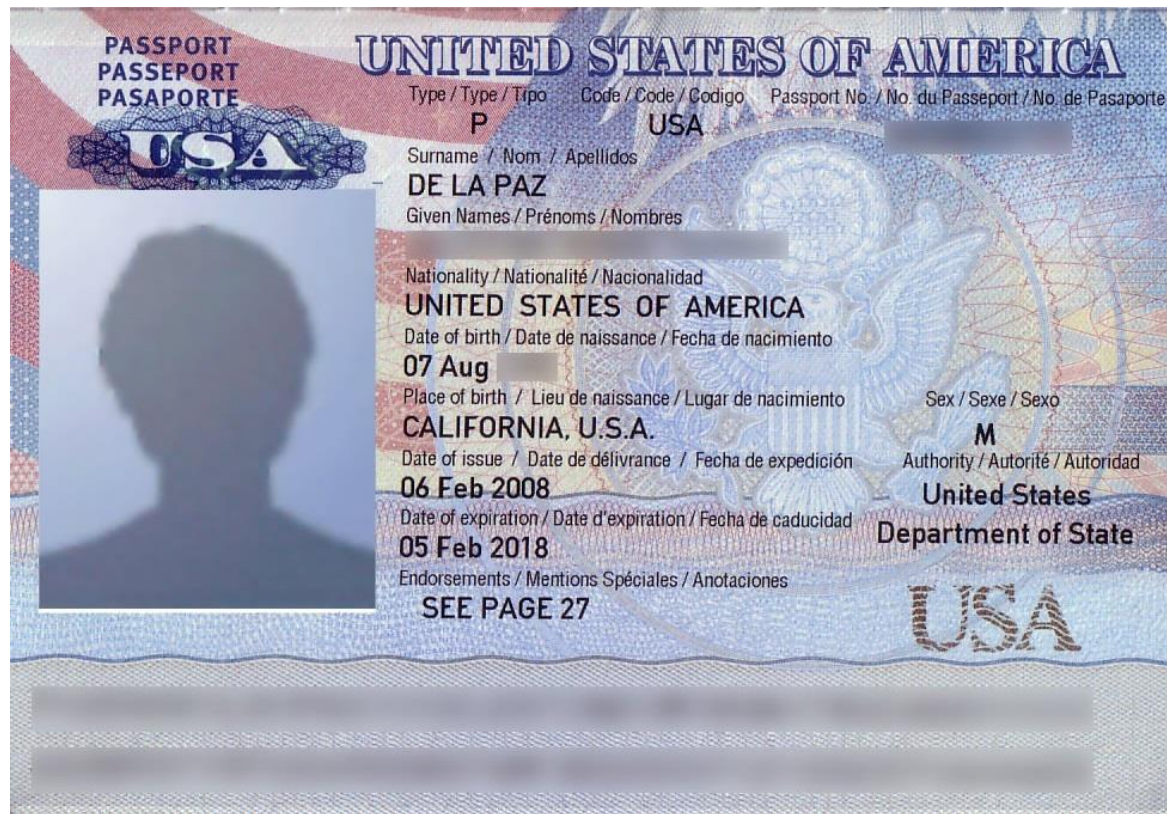 PASSPORT
PASSEPORT
PASAPORTE
USA
UNITED STATES OF AMERICA
Type / Type / Tipo Code / Code / Codigo Passport No. / No. du Passeport / No. de Pasaporte
P USA
Surname / Nom / Apellidos
DE LA PAZ
Given Names / Prénoms / Nombres
Nationality / Nationalité / Nacionalidad
UNITED STATES OF AMERICA
Date of birth / Date de naissance / Fecha de nacimiento
07 Aug
Place of birth / Lieu de naissance / Lugar de nacimiento Sex / Sexe / Sexo
CALIFORNIA, U.S.A. M
Date of issue / Date de délivrance / Fecha de expedición Authority / Autorité / Autoridad
06 Feb 2008 United States
Date of expiration / Date d'expiration / Fecha de caducidad Department of State
05 Feb 2018
Endorsements / Mentions Spéciales / Anotaciones
SEE PAGE 27
USA